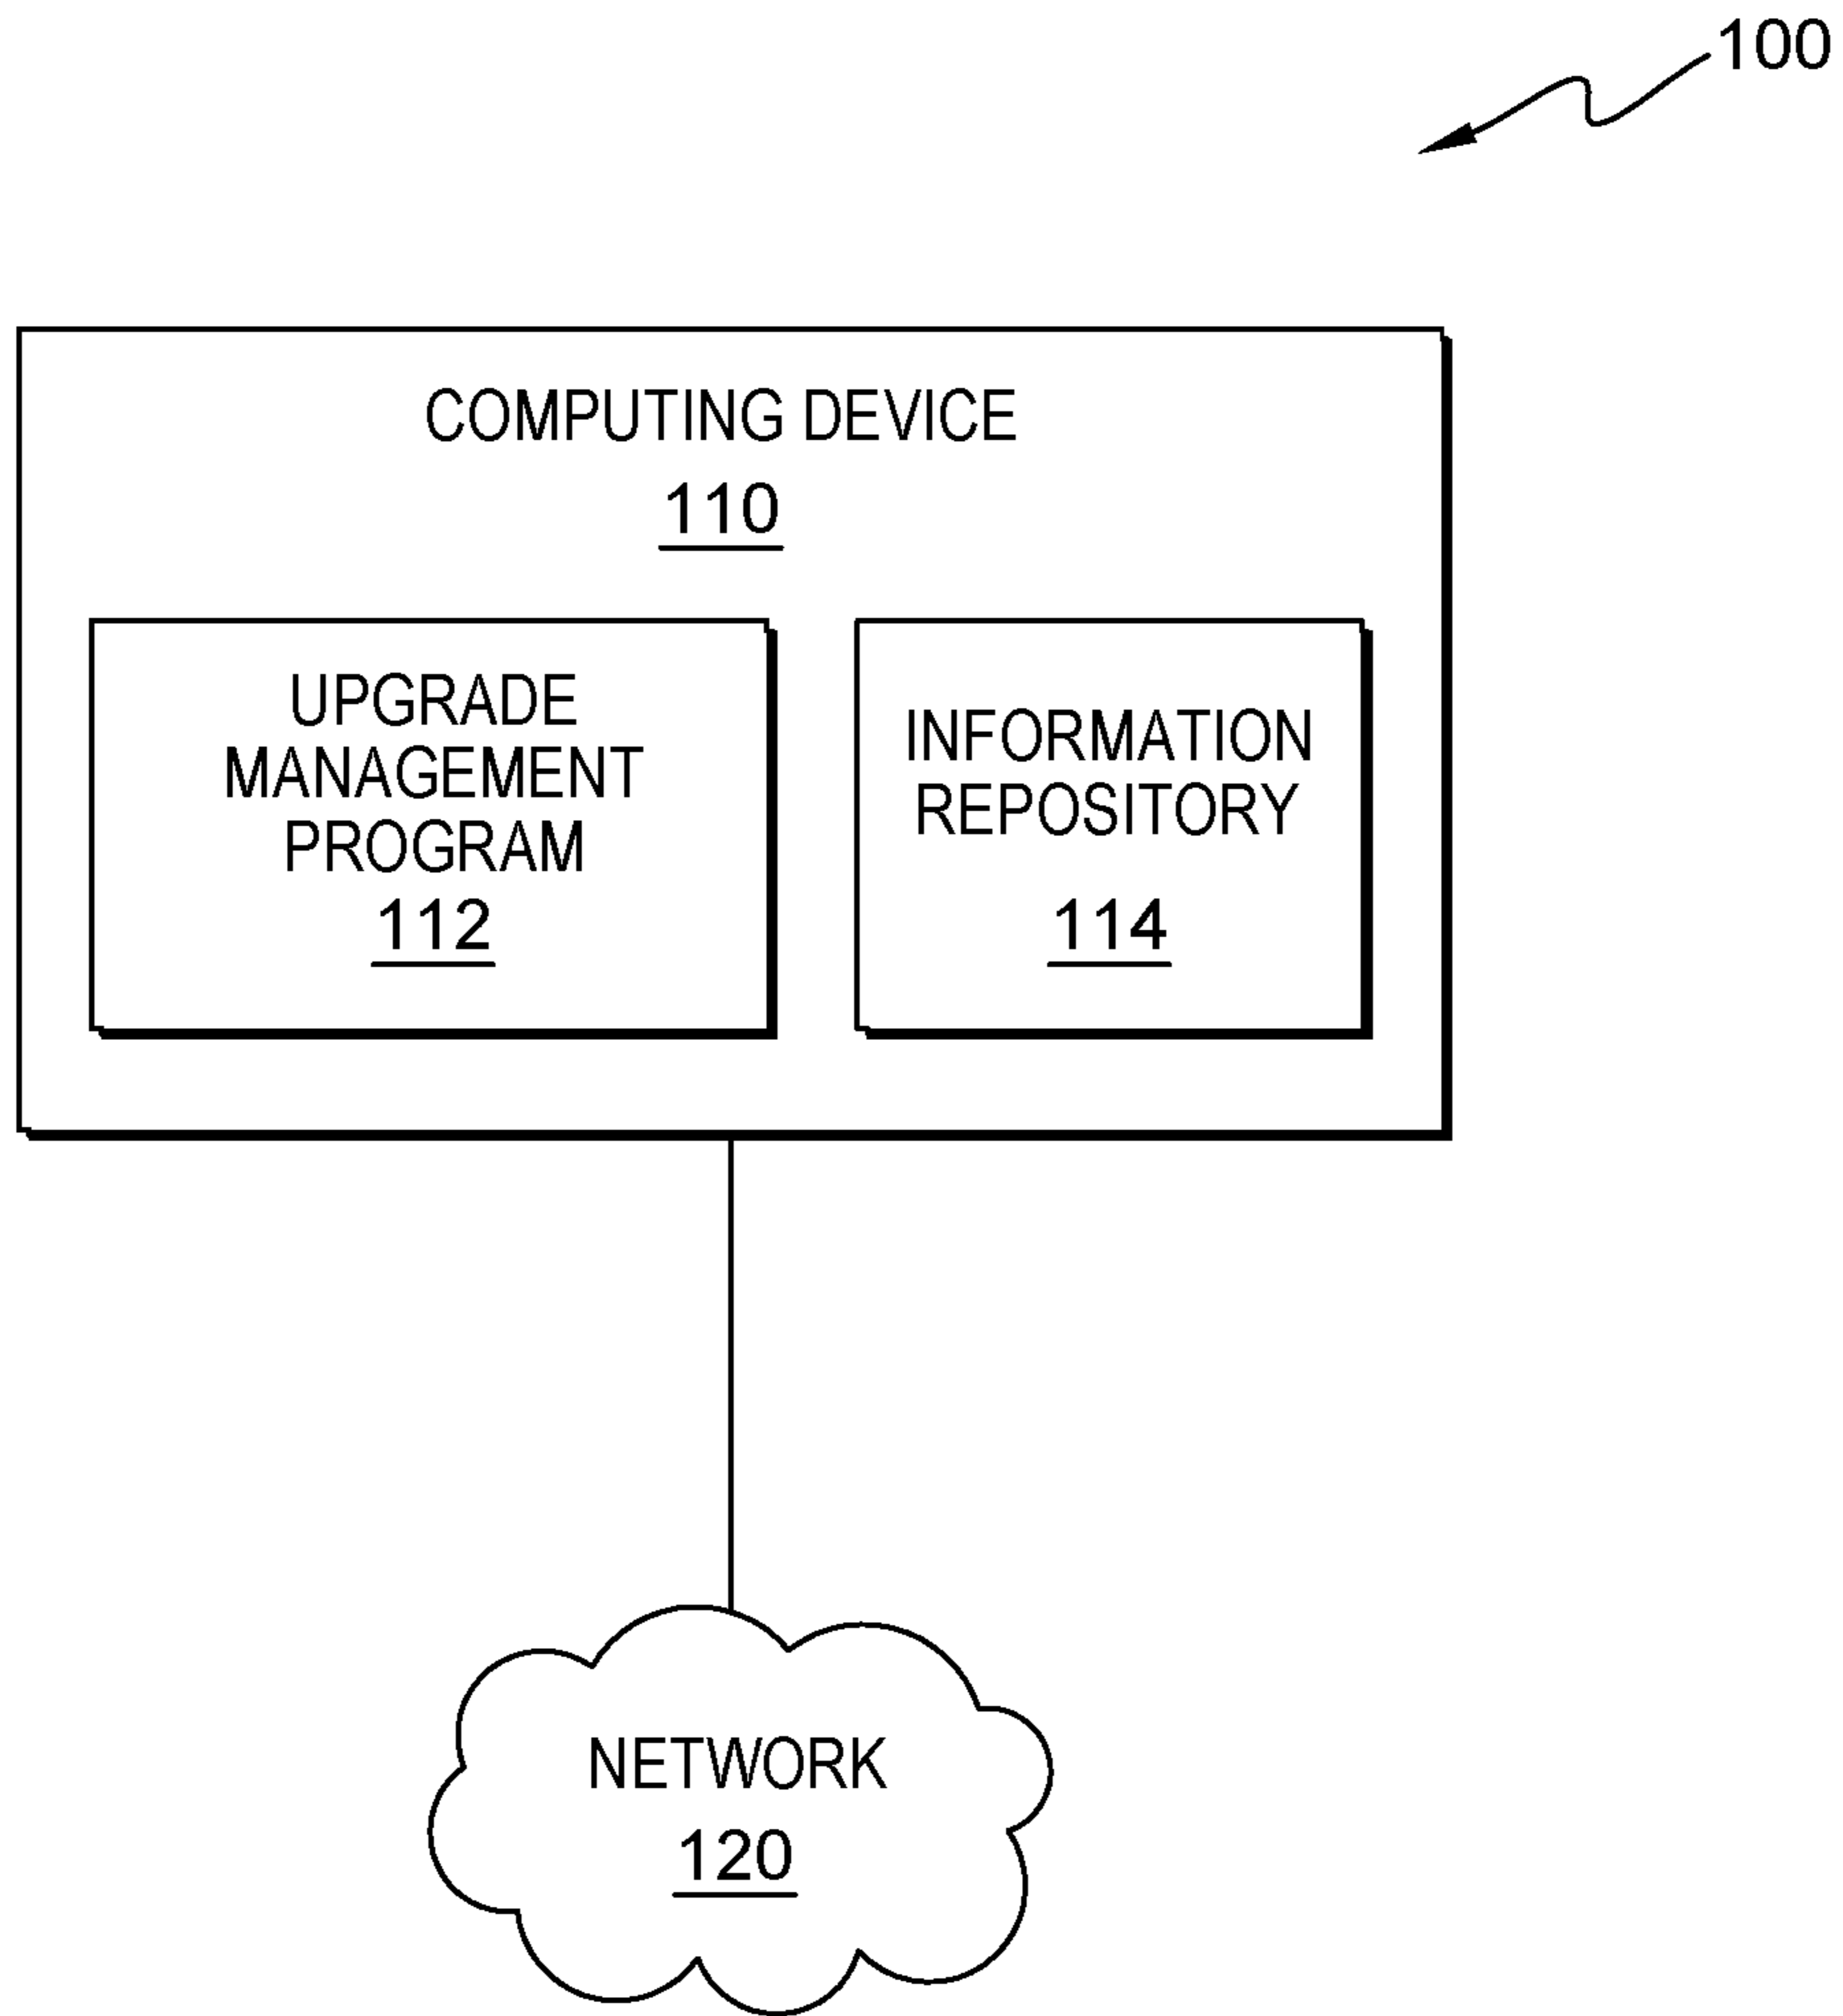 100
COMPUTING DEVICE
110
UPGRADE
MANAGEMENT
PROGRAM
112
INFORMATION
REPOSITORY
114
NETWORK
120